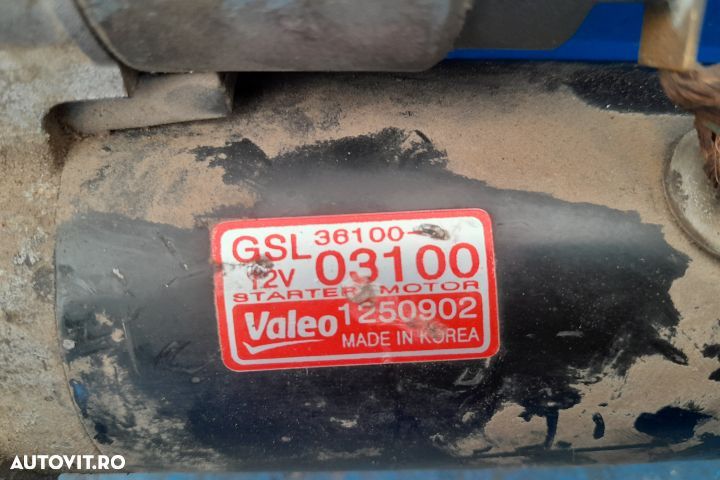 GSL 36100-
12V 03100
STARTER MOTOR
Valeo 1250902
MADE IN KOREA
AUTOVIT.RO